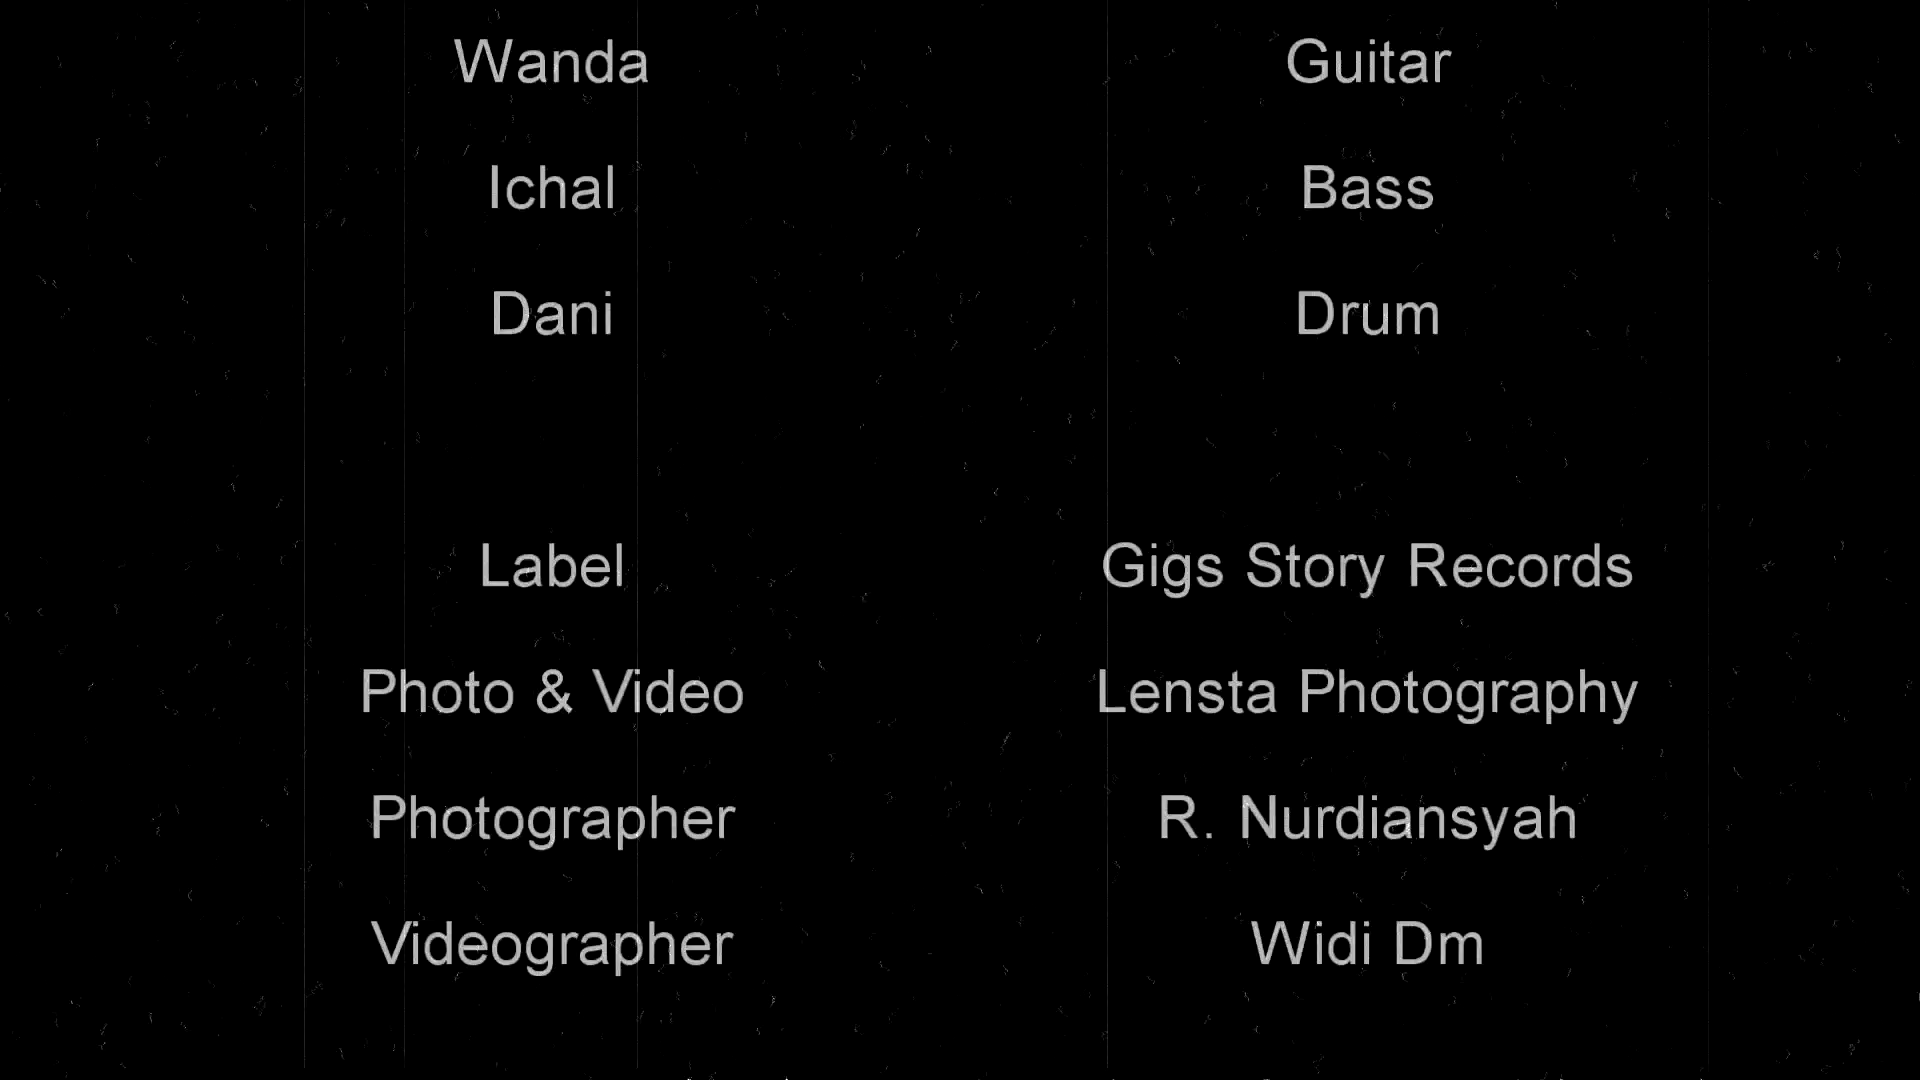 Wanda Guitar
Ichal Bass
Dani Drum
Label Gigs Story Records
Photo & Video Lensta Photography
Photographer R. Nurdiansyah
Videographer Widi Dm